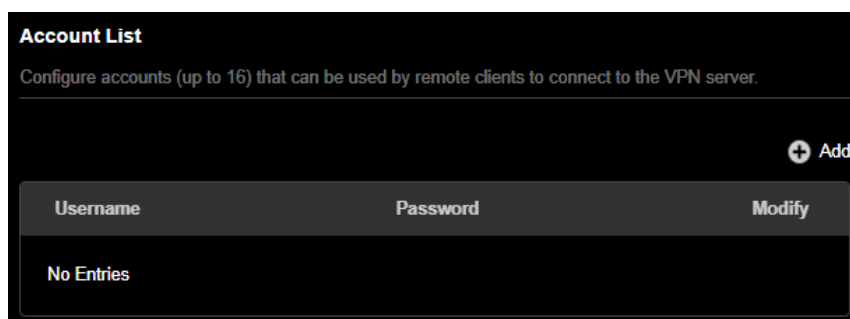 Account List
Configure accounts (up to 16) that can be used by remote clients to connect to the VPN server.
Add
Username Password Modify
No Entries